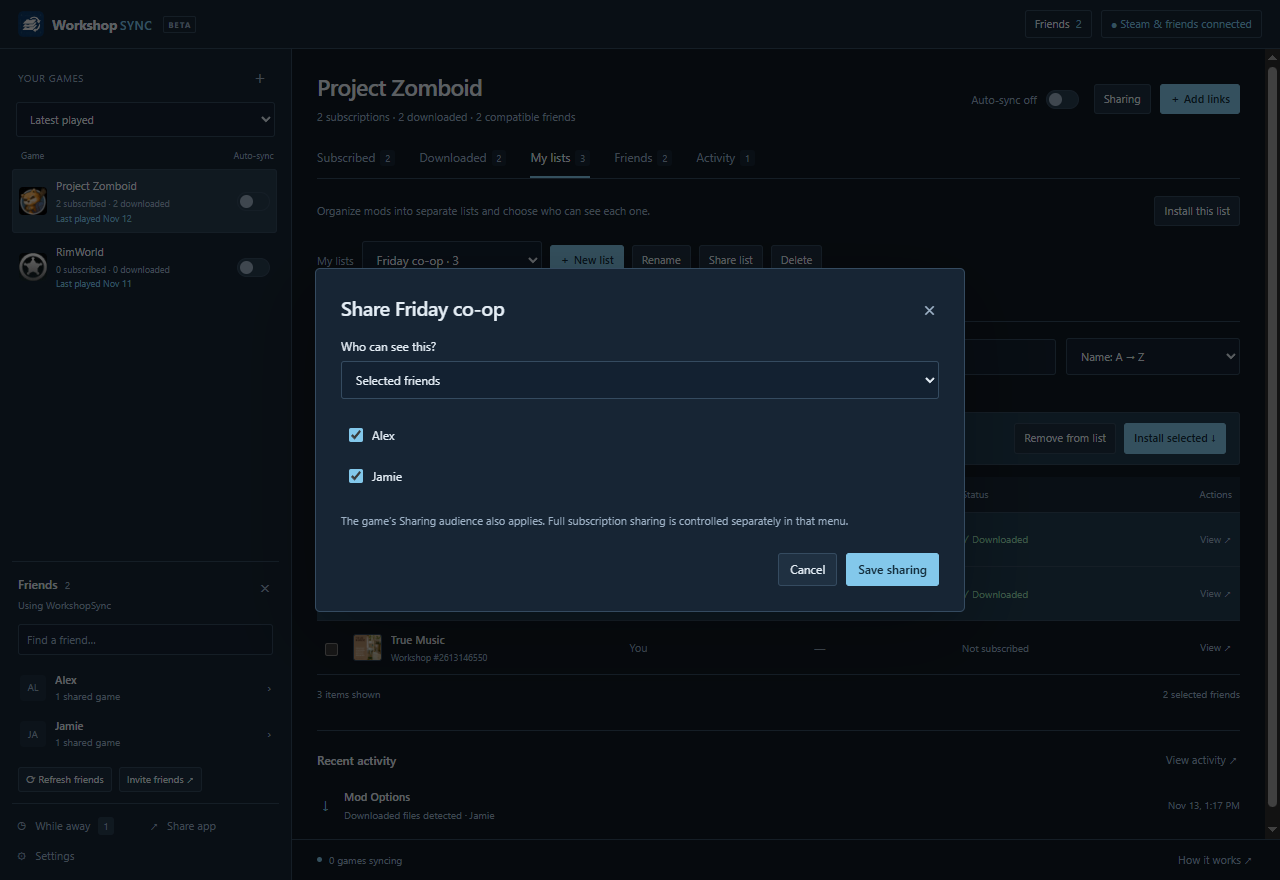 Workshop SYNC BETA
Friends 2
Steam & friends connected
YOUR GAMES
+
Latest played
Game
Auto-sync
Project Zomboid
2 subscribed · 2 downloaded
Last played Nov 12
RimWorld
0 subscribed · 0 downloaded
Last played Nov 11
Friends 2
×
Using WorkshopSync
Find a friend...
AL
Alex
1 shared game
›
JA
Jamie
1 shared game
›
⟳ Refresh friends
Invite friends ↗
While away 1
↗ Share app
Settings
Project Zomboid
2 subscriptions · 2 downloaded · 2 compatible friends
Auto-sync off
Sharing
+ Add links
Subscribed 2
Downloaded 2
My lists 3
Friends 2
Activity 1
Organize mods into separate lists and choose who can see each one.
Install this list
My lists
Friday co-op · 3
+ New list
Rename
Share list
Delete
Name: A → Z
Remove from list
Install selected ↓
Status
Actions
✓ Downloaded
View ↗
✓ Downloaded
View ↗
Share Friday co-op
×
Who can see this?
Selected friends
Alex
Jamie
The game's Sharing audience also applies. Full subscription sharing is controlled separately in that menu.
Cancel
Save sharing
True Music
Workshop #2613146550
You
—
Not subscribed
View ↗
3 items shown
2 selected friends
Recent activity
View activity ↗
↓
Mod Options
Downloaded files detected · Jamie
Nov 13, 1:17 PM
0 games syncing
How it works ↗